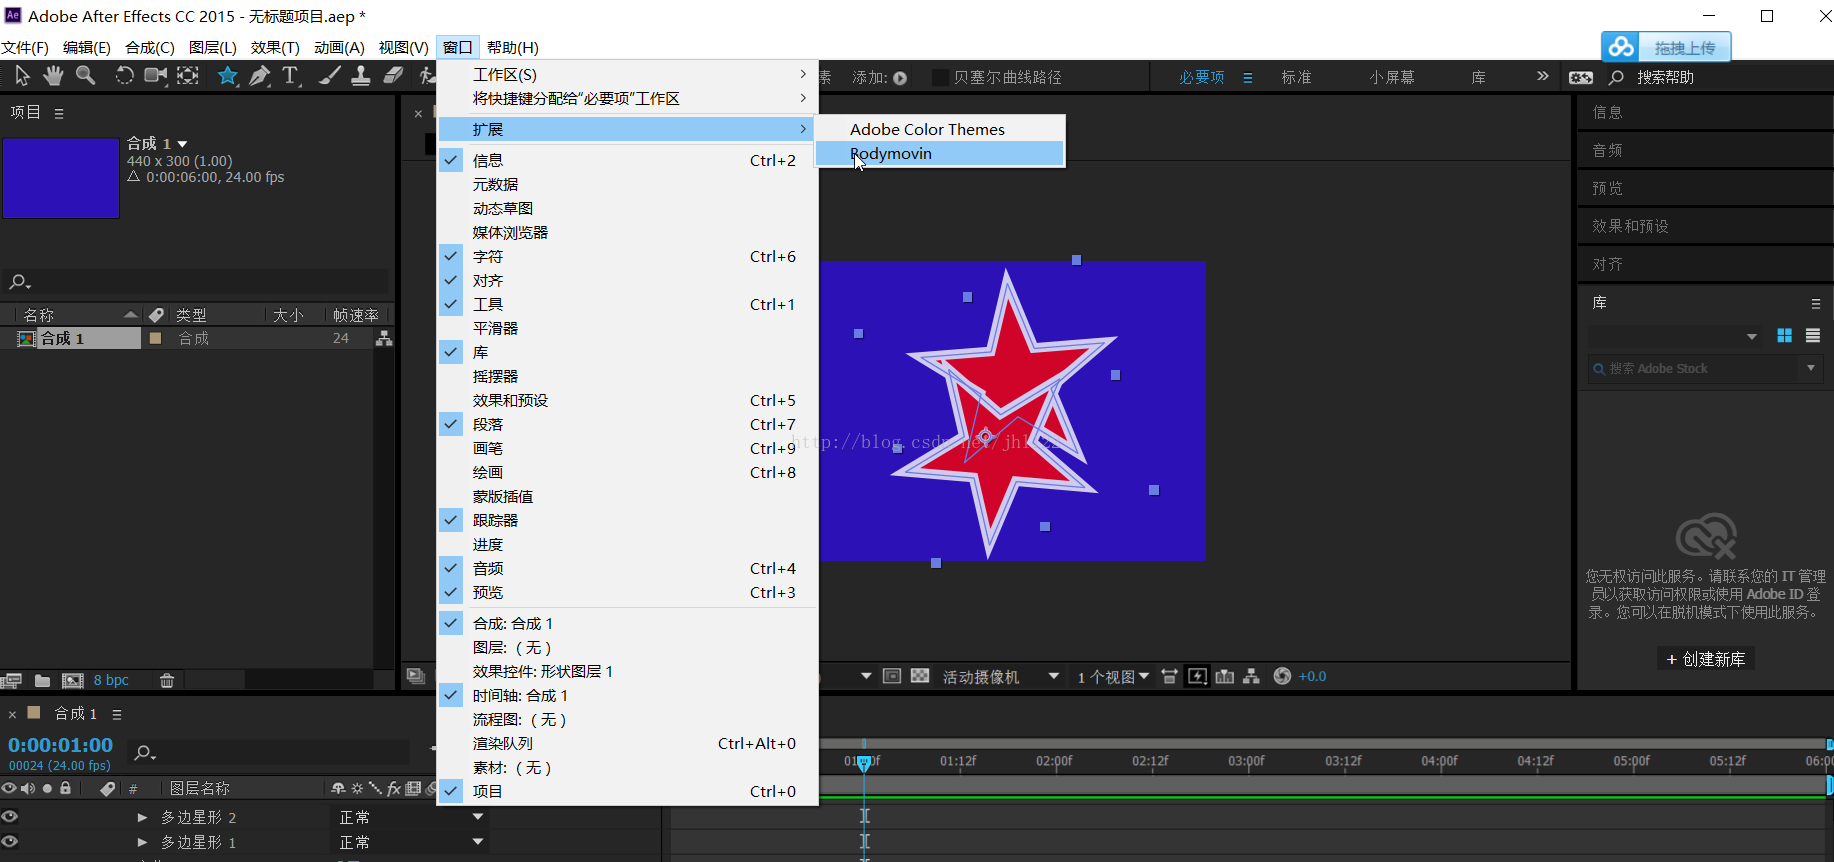 Adobe After Effects CC 2015 - 无标题项目.aep *
文件(F) 编辑(E) 合成(C) 图层(L) 效果(T) 动画(A) 视图(V) 窗口 帮助(H)
拖拽上传
素 添加: 贝塞尔曲线路径 必要项 标准 小屏幕 库 搜索帮助
工作区(S)
将快捷键分配给“必要项”工作区
扩展
Adobe Color Themes
Bodymovin
信息 Ctrl+2
元数据
动态草图
媒体浏览器
字符 Ctrl+6
对齐
工具 Ctrl+1
平滑器
库
摇摆器
效果和预设 Ctrl+5
段落 Ctrl+7
画笔 Ctrl+9
绘画 Ctrl+8
蒙版插值
跟踪器
进度
音频 Ctrl+4
预览 Ctrl+3
合成: 合成 1
图层: ( 无 )
效果控件: 形状图层 1
时间轴: 合成 1
流程图: ( 无 )
渲染队列 Ctrl+Alt+0
素材: ( 无 )
项目 Ctrl+0
项目
合成 1
440 x 300 (1.00)
△ 0:00:06:00, 24.00 fps
名称 类型 大小 帧速率
合成 1 合成 24
8 bpc
信息
音频
预览
效果和预设
对齐
库
搜索 Adobe Stock
您无权访问此服务。请联系您的 IT 管理
员以获取访问权限或使用 Adobe ID 登
录。您可以在脱机模式下使用此服务。
+ 创建新库
活动摄像机 1 个视图 +0.0
合成 1
0:00:01:00
00024 (24.00 fps)
# 图层名称
多边星形 2 正常
多边星形 1 正常
01:12f 02:00f 02:12f 03:00f 03:12f 04:00f 04:12f 05:00f 05:12f 06:0